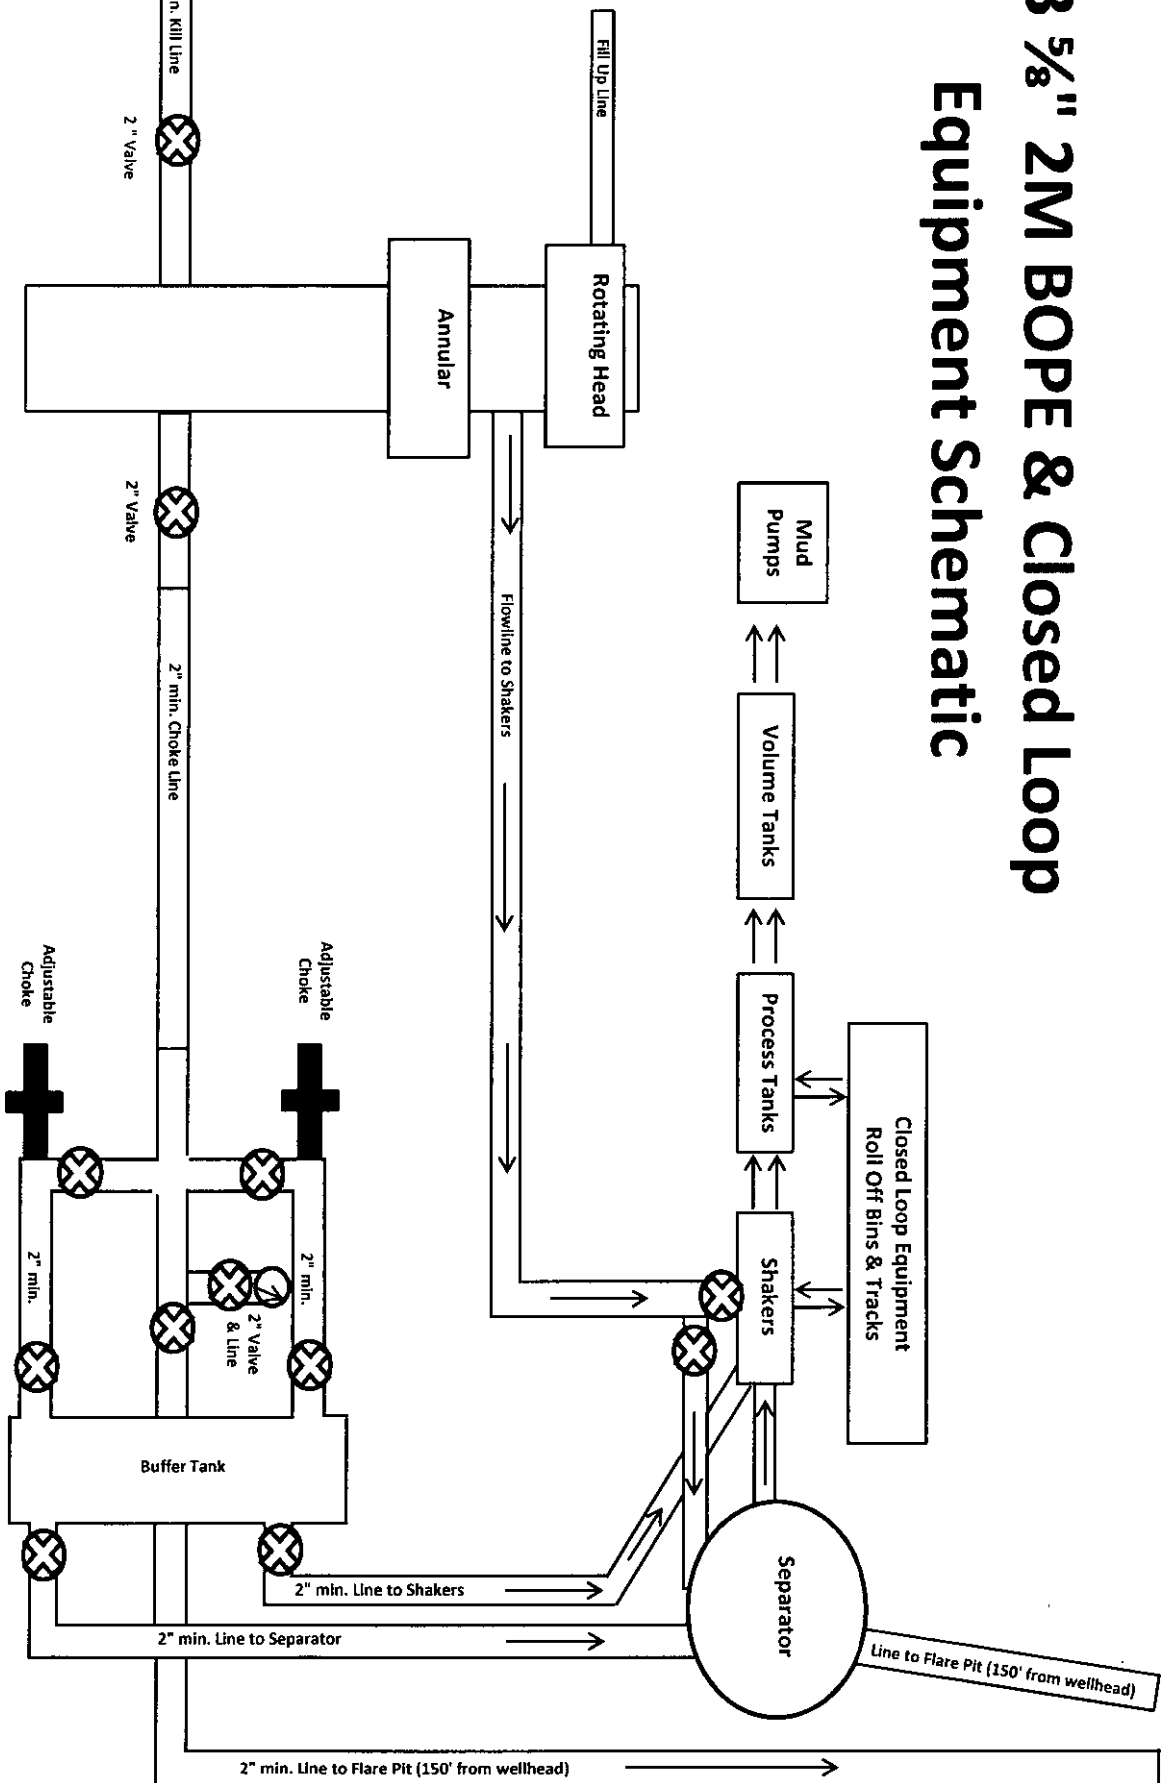 3 ⅝" 2M BOPE & Closed Loop
Equipment Schematic
Closed Loop Equipment
Roll Off Bins & Tracks
Mud
Pumps
Volume Tanks
Process Tanks
Shakers
Separator
Line to Flare Pit (150' from wellhead)
Fill Up Line
Rotating Head
Flowline to Shakers
Annular
n. Kill Line
2" Valve
2" Valve
2" min. Choke Line
Adjustable
Choke
Adjustable
Choke
2" min.
2" Valve
& Line
2" min.
Buffer Tank
2" min. Line to Shakers
2" min. Line to Separator
2" min. Line to Flare Pit (150' from wellhead)